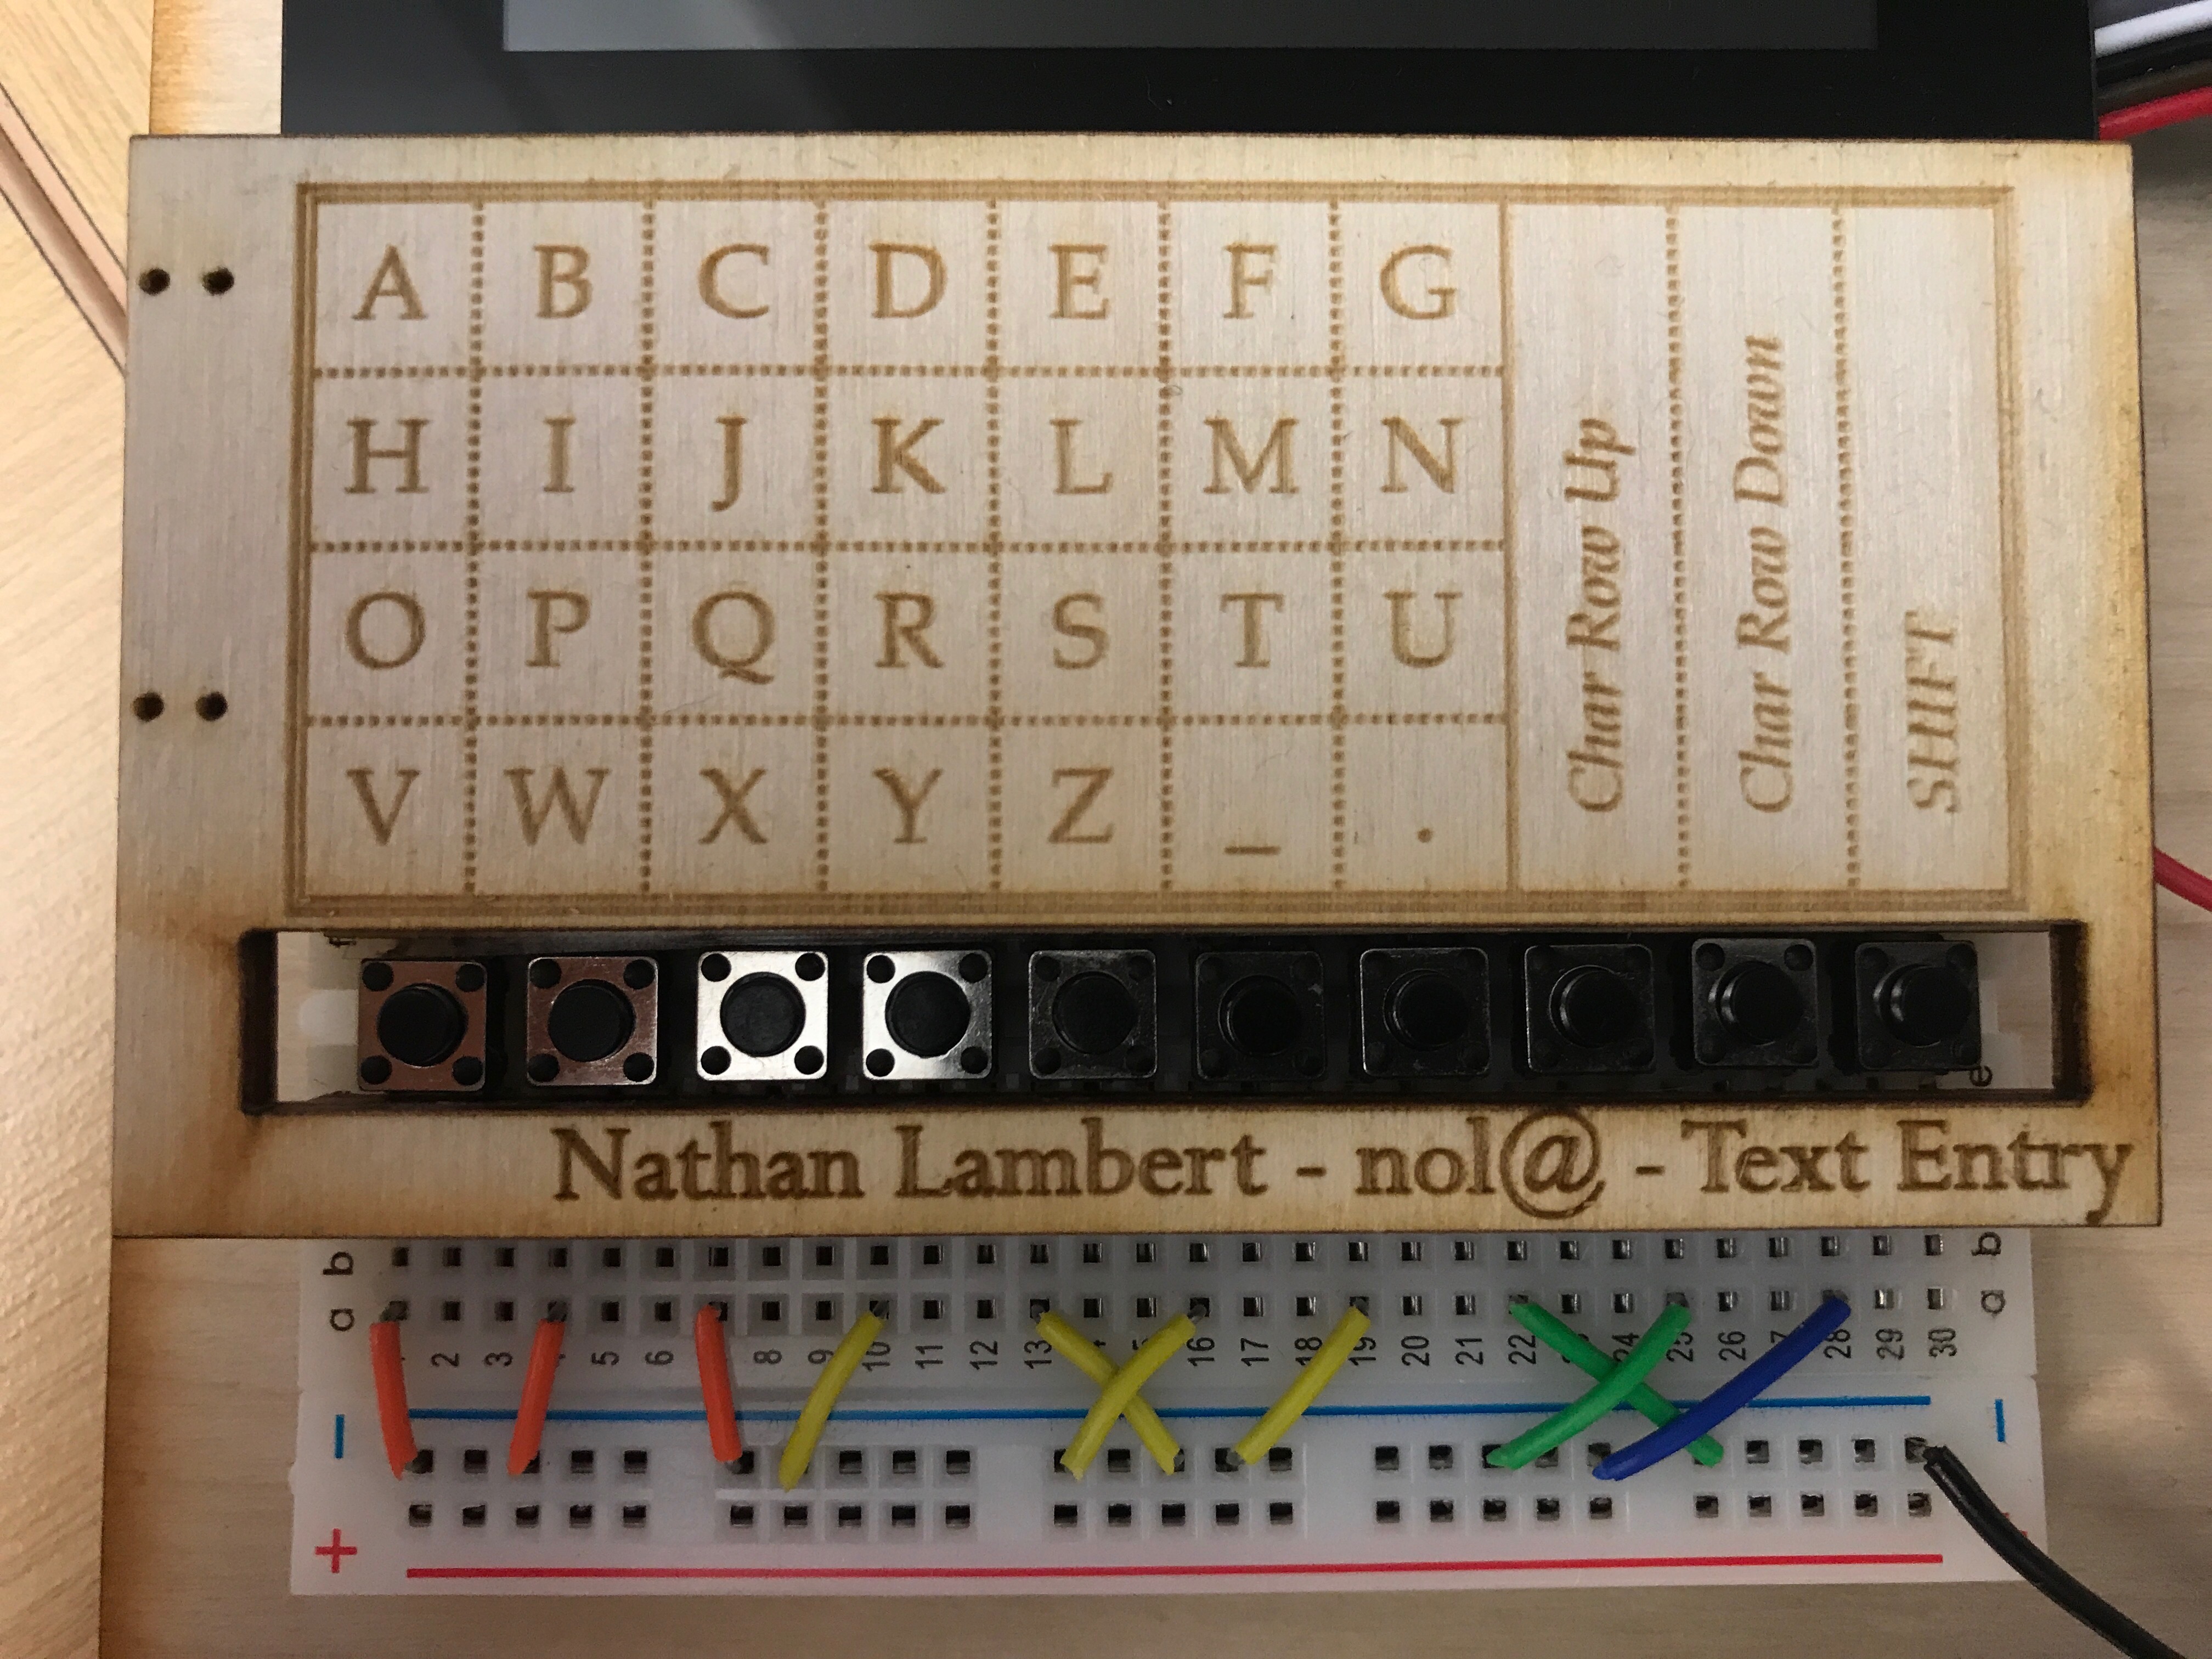 A B C D E F G
H I J K L M N
O P Q R S T U
V W X Y Z _ .
Char Row Up
Char Row Down
SHIFT
f
e
Nathan Lambert - nol@ - Text Entry
b b
a a
2 3 5 6 8 9 10 11 12 13 16 17 18 19 20 21 22 24 25 26 28 29 30
− −
+